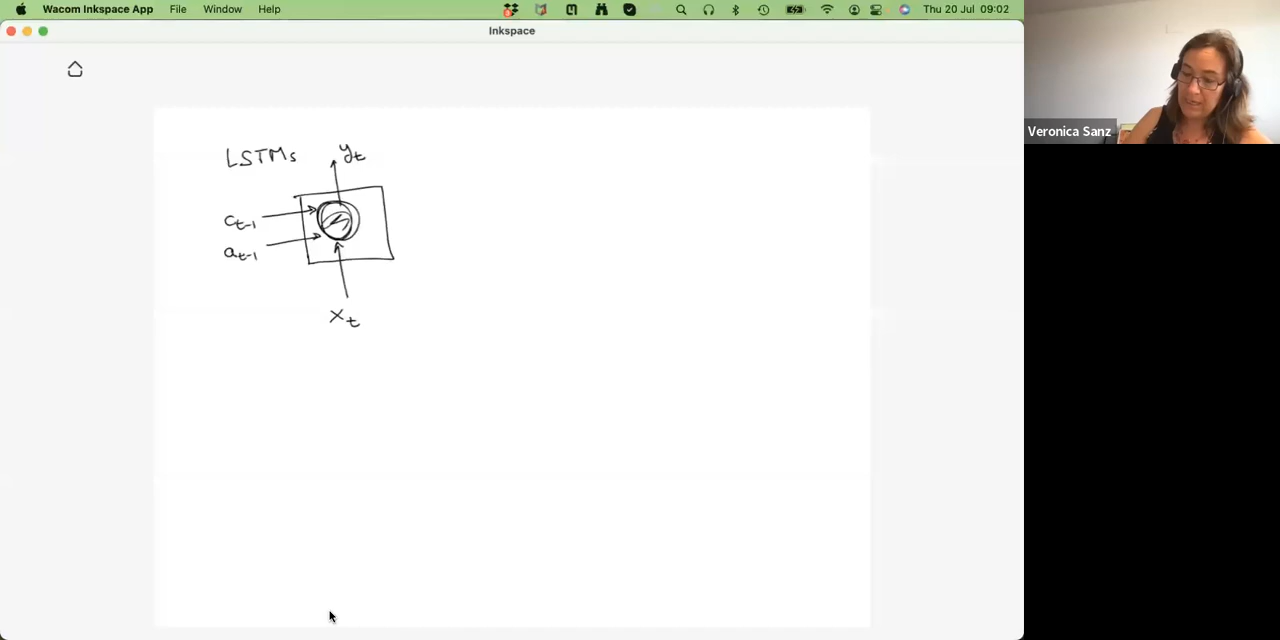 Wacom Inkspace App File Window Help Thu 20 Jul 09:02
Inkspace
Veronica Sanz
LSTMs
yt
ct-1
at-1
xt